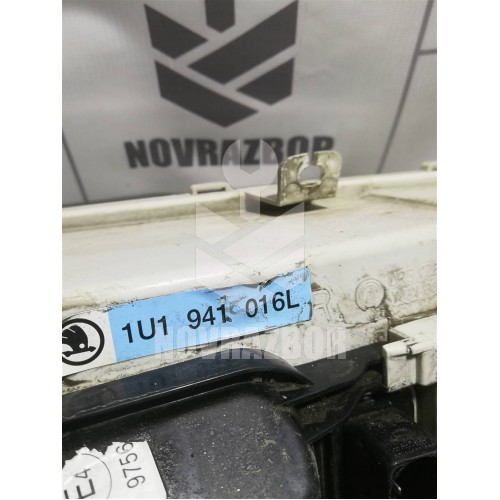 NOVRAZBOR
1U1 941 016L
NOVRAZBOR
E4
9756